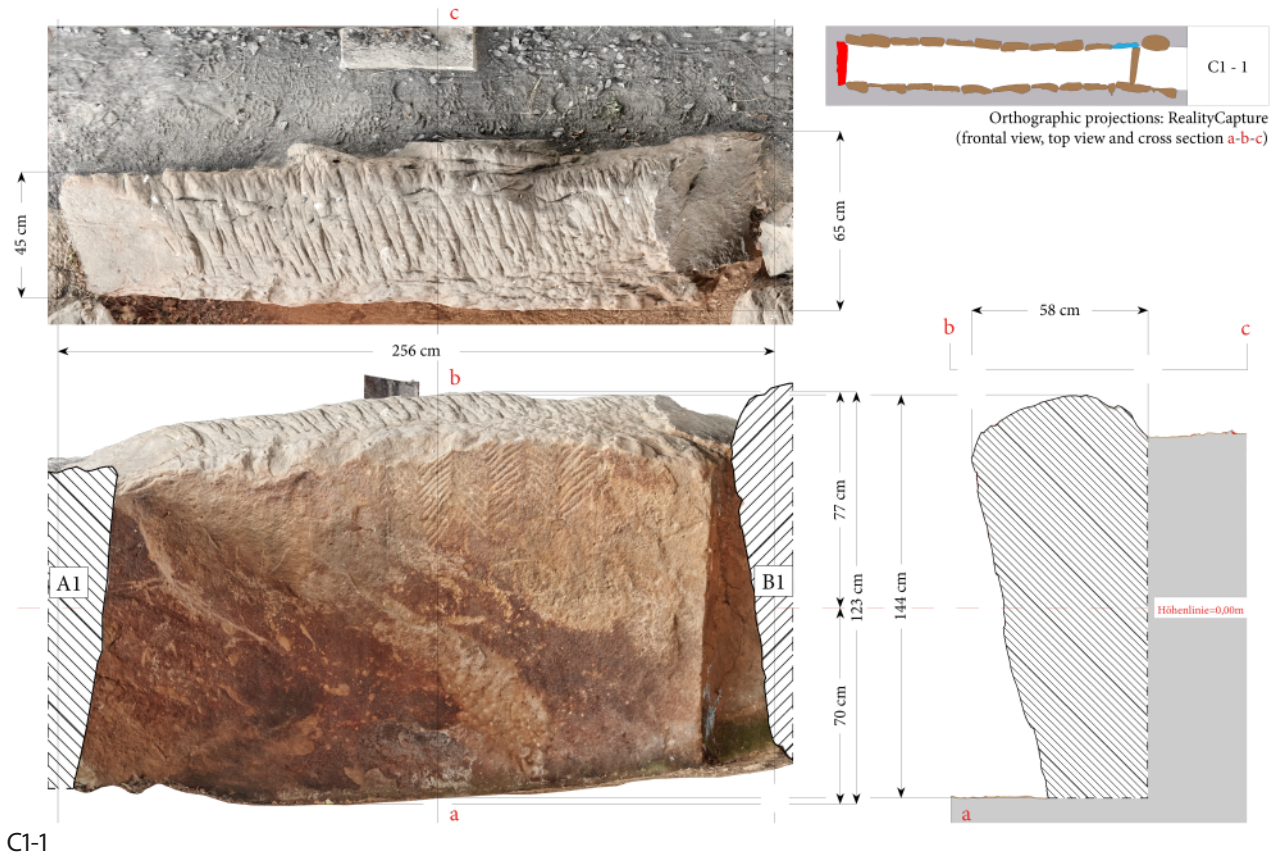 c
C1 - 1
Orthographic projections: RealityCapture
(frontal view, top view and cross section a-b-c)
45 cm
65 cm
256 cm
58 cm
b
c
b
A1
B1
77 cm
123 cm
144 cm
70 cm
Höhenlinie=0,00m
a
a
C1-1